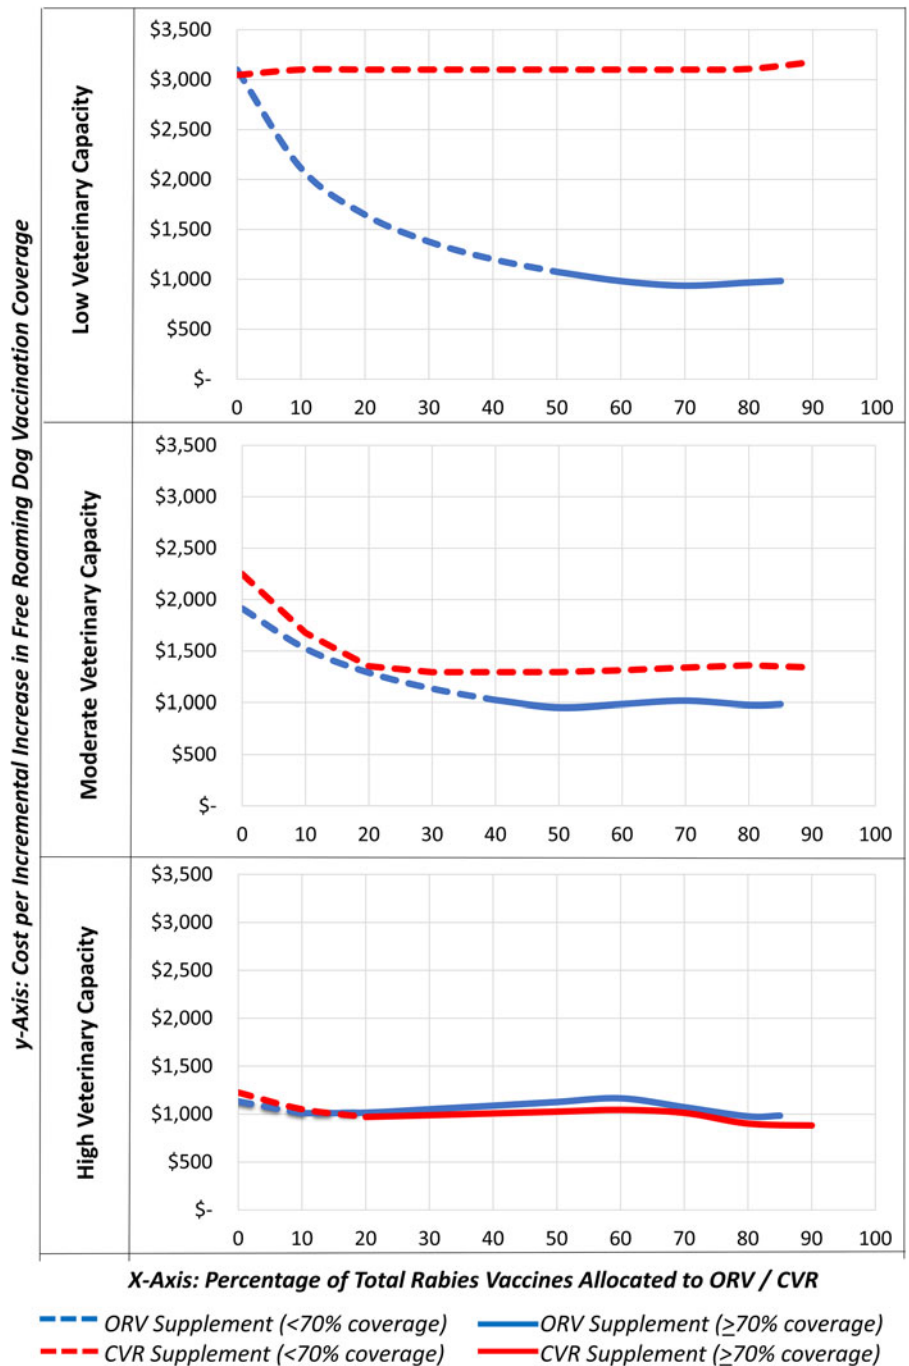 y-Axis: Cost per Incremental Increase in Free Roaming Dog Vaccination Coverage
Low Veterinary Capacity
$3,500
$3,000
$2,500
$2,000
$1,500
$1,000
$500
$-
0 10 20 30 40 50 60 70 80 90 100
Moderate Veterinary Capacity
$3,500
$3,000
$2,500
$2,000
$1,500
$1,000
$500
$-
0 10 20 30 40 50 60 70 80 90 100
High Veterinary Capacity
$3,500
$3,000
$2,500
$2,000
$1,500
$1,000
$500
$-
0 10 20 30 40 50 60 70 80 90 100
X-Axis: Percentage of Total Rabies Vaccines Allocated to ORV / CVR
ORV Supplement (<70% coverage) ORV Supplement (≥70% coverage)
CVR Supplement (<70% coverage) CVR Supplement (≥70% coverage)